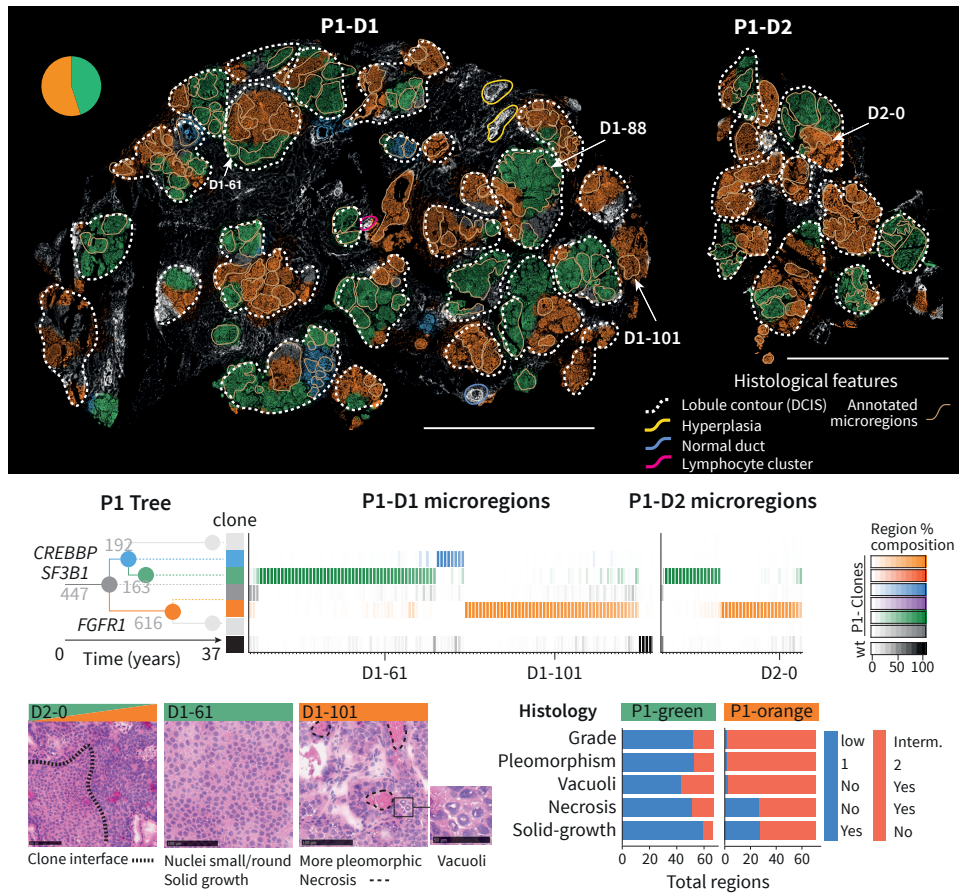 P1-D1
P1-D2
D1-88
D2-0
D1-61
D1-101
Histological features
Lobule contour (DCIS)
Hyperplasia
Normal duct
Lymphocyte cluster
Annotated
microregions
P1 Tree
P1-D1 microregions
P1-D2 microregions
clone
192
CREBBP
SF3B1
447
163
FGFR1
616
0
Time (years)
37
D1-61
D1-101
D2-0
Region %
composition
P1- Clones
wt
0
50
100
D2-0
D1-61
D1-101
Clone interface
Nuclei small/round
Solid growth
More pleomorphic
Necrosis
Vacuoli
Histology
P1-green
P1-orange
Grade
low
Interm.
Pleomorphism
1
2
Vacuoli
No
Yes
Necrosis
No
Yes
Solid-growth
Yes
No
0 20 40 60
0 20 40 60
Total regions